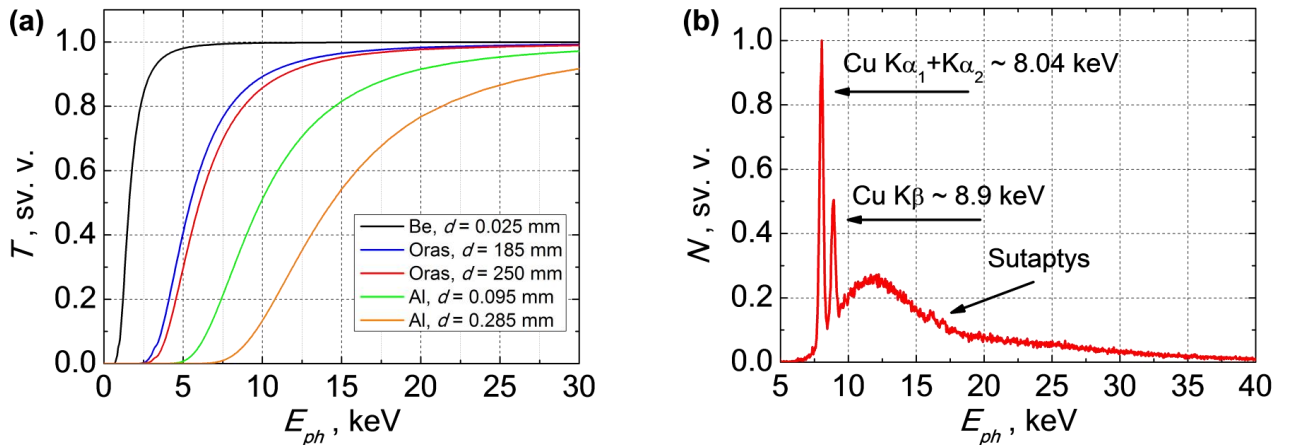 (a)
1.0
0.8
0.6
0.4
0.2
0.0
T, sv. v.
Be, d = 0.025 mm
Oras, d = 185 mm
Oras, d = 250 mm
Al, d = 0.095 mm
Al, d = 0.285 mm
0 5 10 15 20 25 30
E_ph , keV
(b)
1.0
0.8
0.6
0.4
0.2
0.0
N, sv. v.
Cu Kα₁+Kα₂ ~ 8.04 keV
Cu Kβ ~ 8.9 keV
Sutaptys
5 10 15 20 25 30 35 40
E_ph , keV